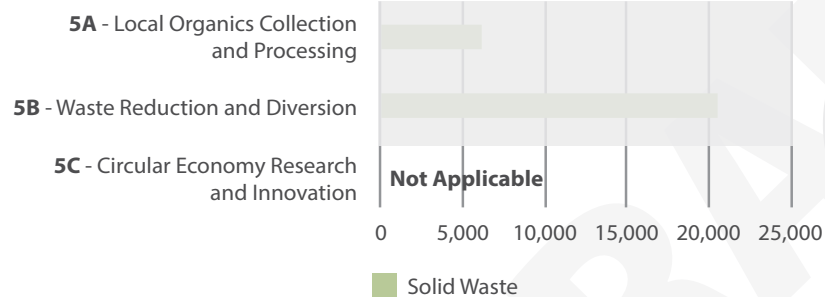 5A - Local Organics Collection
and Processing
5B - Waste Reduction and Diversion
5C - Circular Economy Research
and Innovation
Not Applicable
0 5,000 10,000 15,000 20,000 25,000
Solid Waste